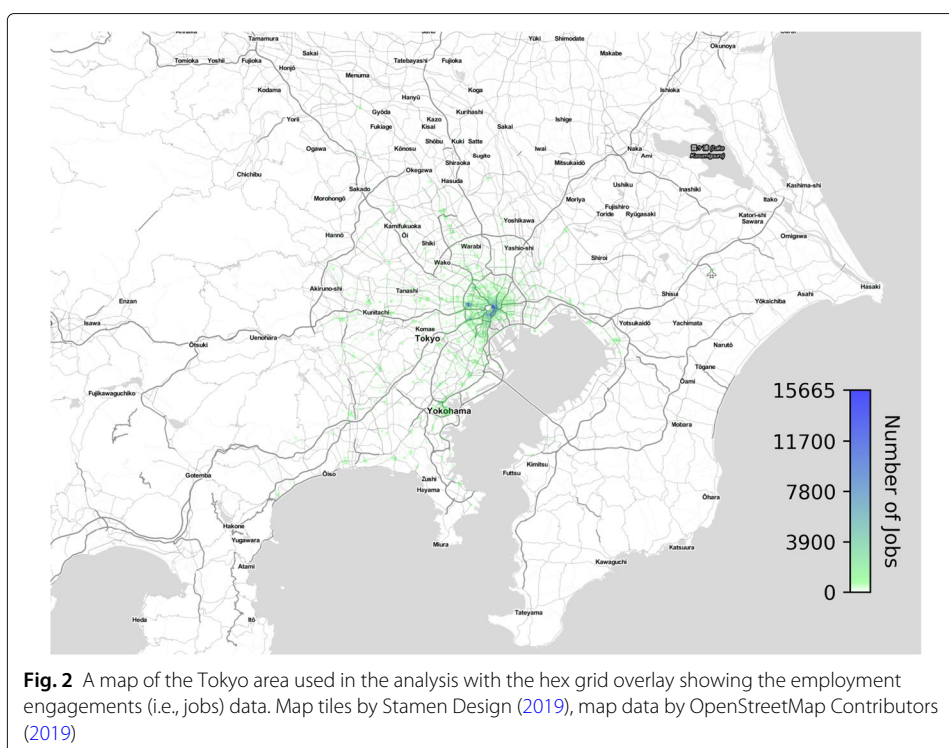 Tamamura
Sakai
Tatebayashi
Fujioka
Yūki
Shimodate
Makabe
Okunoya
Tomioka
Yoshii
Fujioka
Honjō
Menuma
Koga
Ishioka
Kodama
Hanyū
Yorii
Gyōda
Kazo
Kurihashi
Fukiage
Kisai
Sakai
Ishige
Shōbu
Kuki
Satte
Ogawa
Kōnosu
Sugito
Iwai
Naka
Ami
Shiraoka
Mitsukaidō
Chichibu
Okegawa
Hasuda
Sakado
Ushiku
Inashiki
Kashima-shi
Morohongō
Moriya
Itako
Fujishiro
Toride
Ryūgasaki
Katori-shi
Sawara
Kamifukuoka
Yoshikawa
Hannō
Ōi
Omigawa
Shiki
Warabi
Yashio-shi
Wako
Shiroi
Akiruno-shi
Tanashi
Shisui
Asahi
Hasaki
Enzan
Yōkaichiba
Kunitachi
Isawa
Komae
Yotsukaidō
Yachimata
Uenohara
Tokyo
Ōtsuki
Narutō
Tōgane
Ōami
Fujikawaguchiko
Yokohama
Mobara
Kimitsu
Gotemba
Ōiso
Zushi
Futtsu
Hayama
Ōhara
Hakone
Yugawara
Miura
Katsuura
Atami
Kawaguchi
Tateyama
Heda
Itō
15665
11700
7800
3900
0
Number of Jobs
Fig. 2 A map of the Tokyo area used in the analysis with the hex grid overlay showing the employment
engagements (i.e., jobs) data. Map tiles by Stamen Design (2019), map data by OpenStreetMap Contributors
(2019)